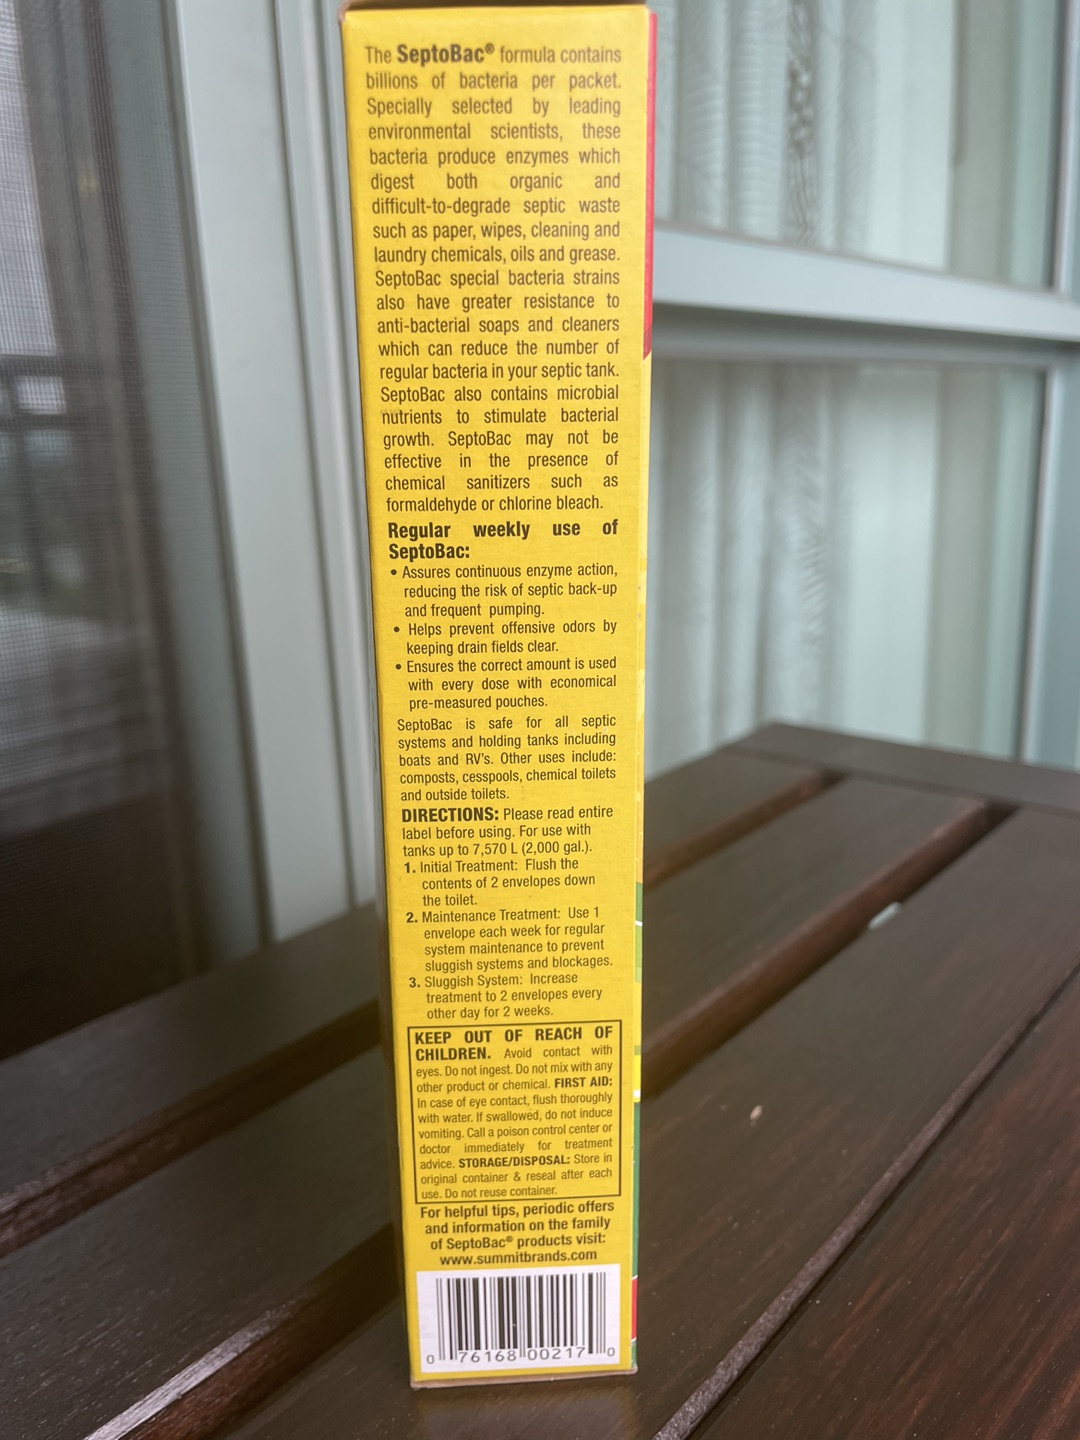 The SeptoBac® formula contains
billions of bacteria per packet.
Specially selected by leading
environmental scientists, these
bacteria produce enzymes which
digest both organic and
difficult-to-degrade septic waste
such as paper, wipes, cleaning and
laundry chemicals, oils and grease.
SeptoBac special bacteria strains
also have greater resistance to
anti-bacterial soaps and cleaners
which can reduce the number of
regular bacteria in your septic tank.
SeptoBac also contains microbial
nutrients to stimulate bacterial
growth. SeptoBac may not be
effective in the presence of
chemical sanitizers such as
formaldehyde or chlorine bleach.
Regular weekly use of
SeptoBac:
• Assures continuous enzyme action,
reducing the risk of septic back-up
and frequent pumping.
• Helps prevent offensive odors by
keeping drain fields clear.
• Ensures the correct amount is used
with every dose with economical
pre-measured pouches.
SeptoBac is safe for all septic
systems and holding tanks including
boats and RV's. Other uses include:
composts, cesspools, chemical toilets
and outside toilets.
DIRECTIONS: Please read entire
label before using. For use with
tanks up to 7,570 L (2,000 gal.).
1. Initial Treatment: Flush the
contents of 2 envelopes down
the toilet.
2. Maintenance Treatment: Use 1
envelope each week for regular
system maintenance to prevent
sluggish systems and blockages.
3. Sluggish System: Increase
treatment to 2 envelopes every
other day for 2 weeks.
KEEP OUT OF REACH OF
CHILDREN. Avoid contact with
eyes. Do not ingest. Do not mix with any
other product or chemical. FIRST AID:
In case of eye contact, flush thoroughly
with water. If swallowed, do not induce
vomiting. Call a poison control center or
doctor immediately for treatment
advice. STORAGE/DISPOSAL: Store in
original container & reseal after each
use. Do not reuse container.
For helpful tips, periodic offers
and information on the family
of SeptoBac® products visit:
www.summitbrands.com
0 76168 00217 0